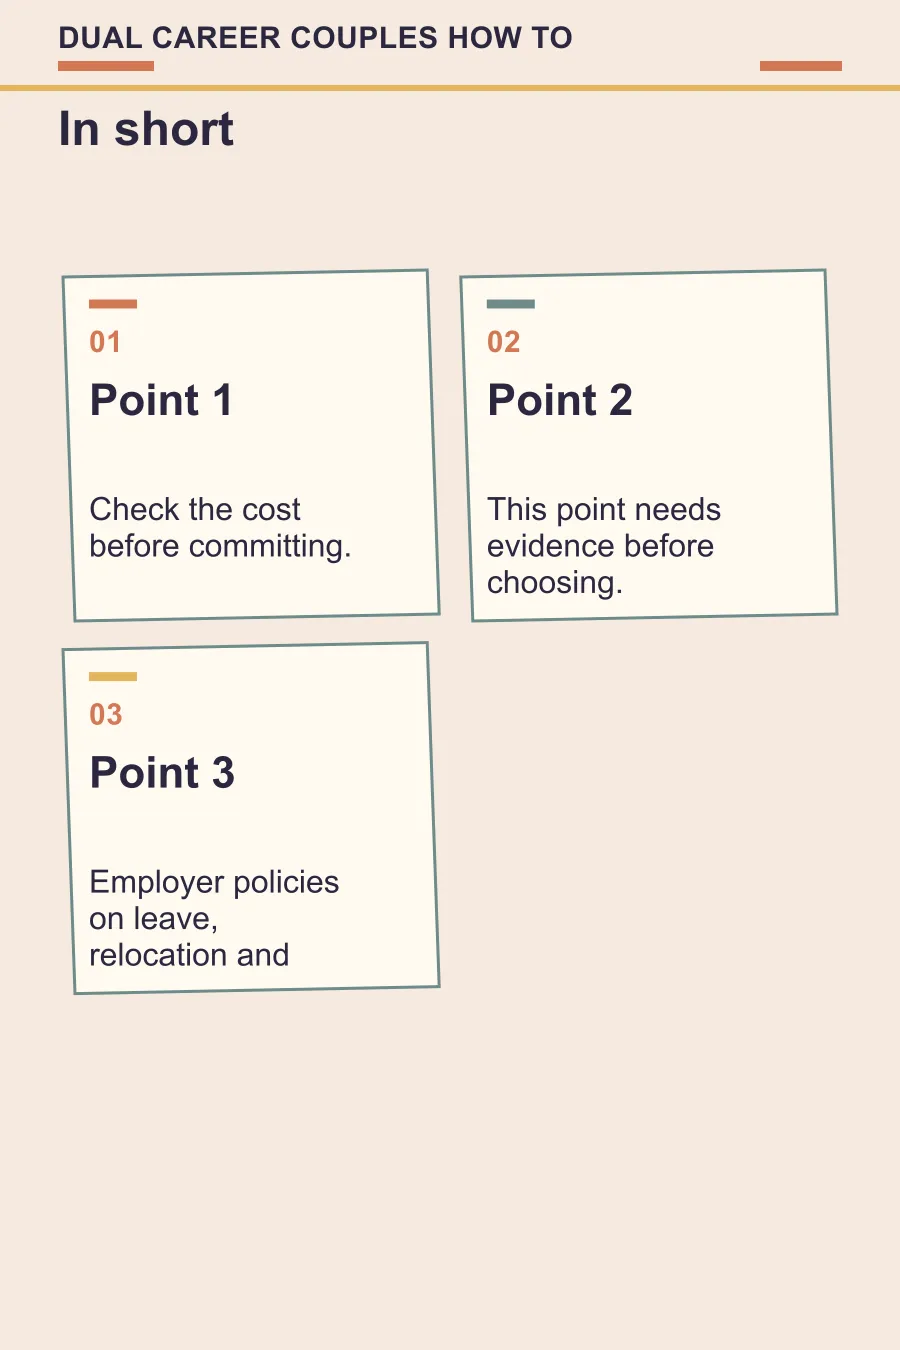 DUAL CAREER COUPLES HOW TO
In short
01
Point 1
Check the cost
before committing.
02
Point 2
This point needs
evidence before
choosing.
03
Point 3
Employer policies
on leave,
relocation and